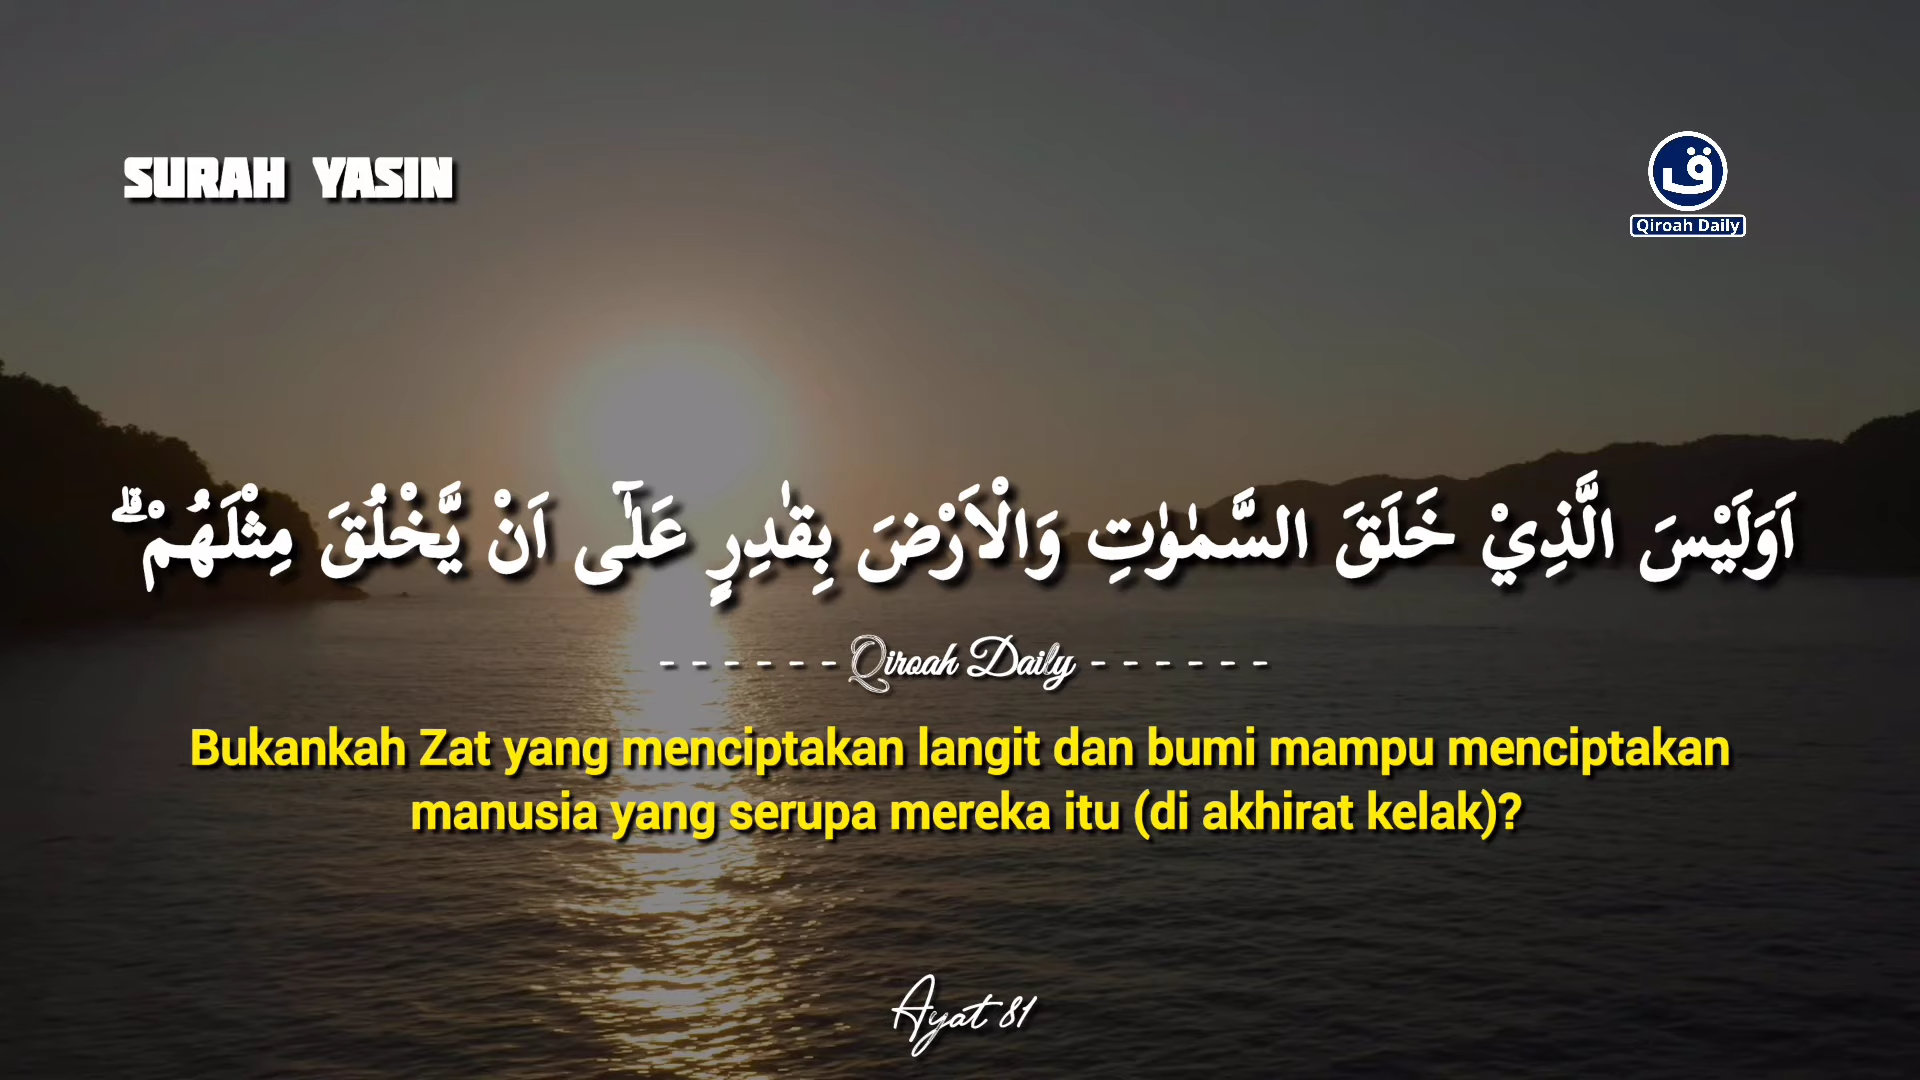 SURAH YASIN
ق
Qiroah Daily
اَوَلَيْسَ الَّذِيْ خَلَقَ السَّمٰوٰتِ وَالْاَرْضَ بِقٰدِرٍ عَلٰٓى اَنْ يَّخْلُقَ مِثْلَهُمْ ۗ
------ Qiroah Daily ------
Bukankah Zat yang menciptakan langit dan bumi mampu menciptakan
manusia yang serupa mereka itu (di akhirat kelak)?
Ayat 81